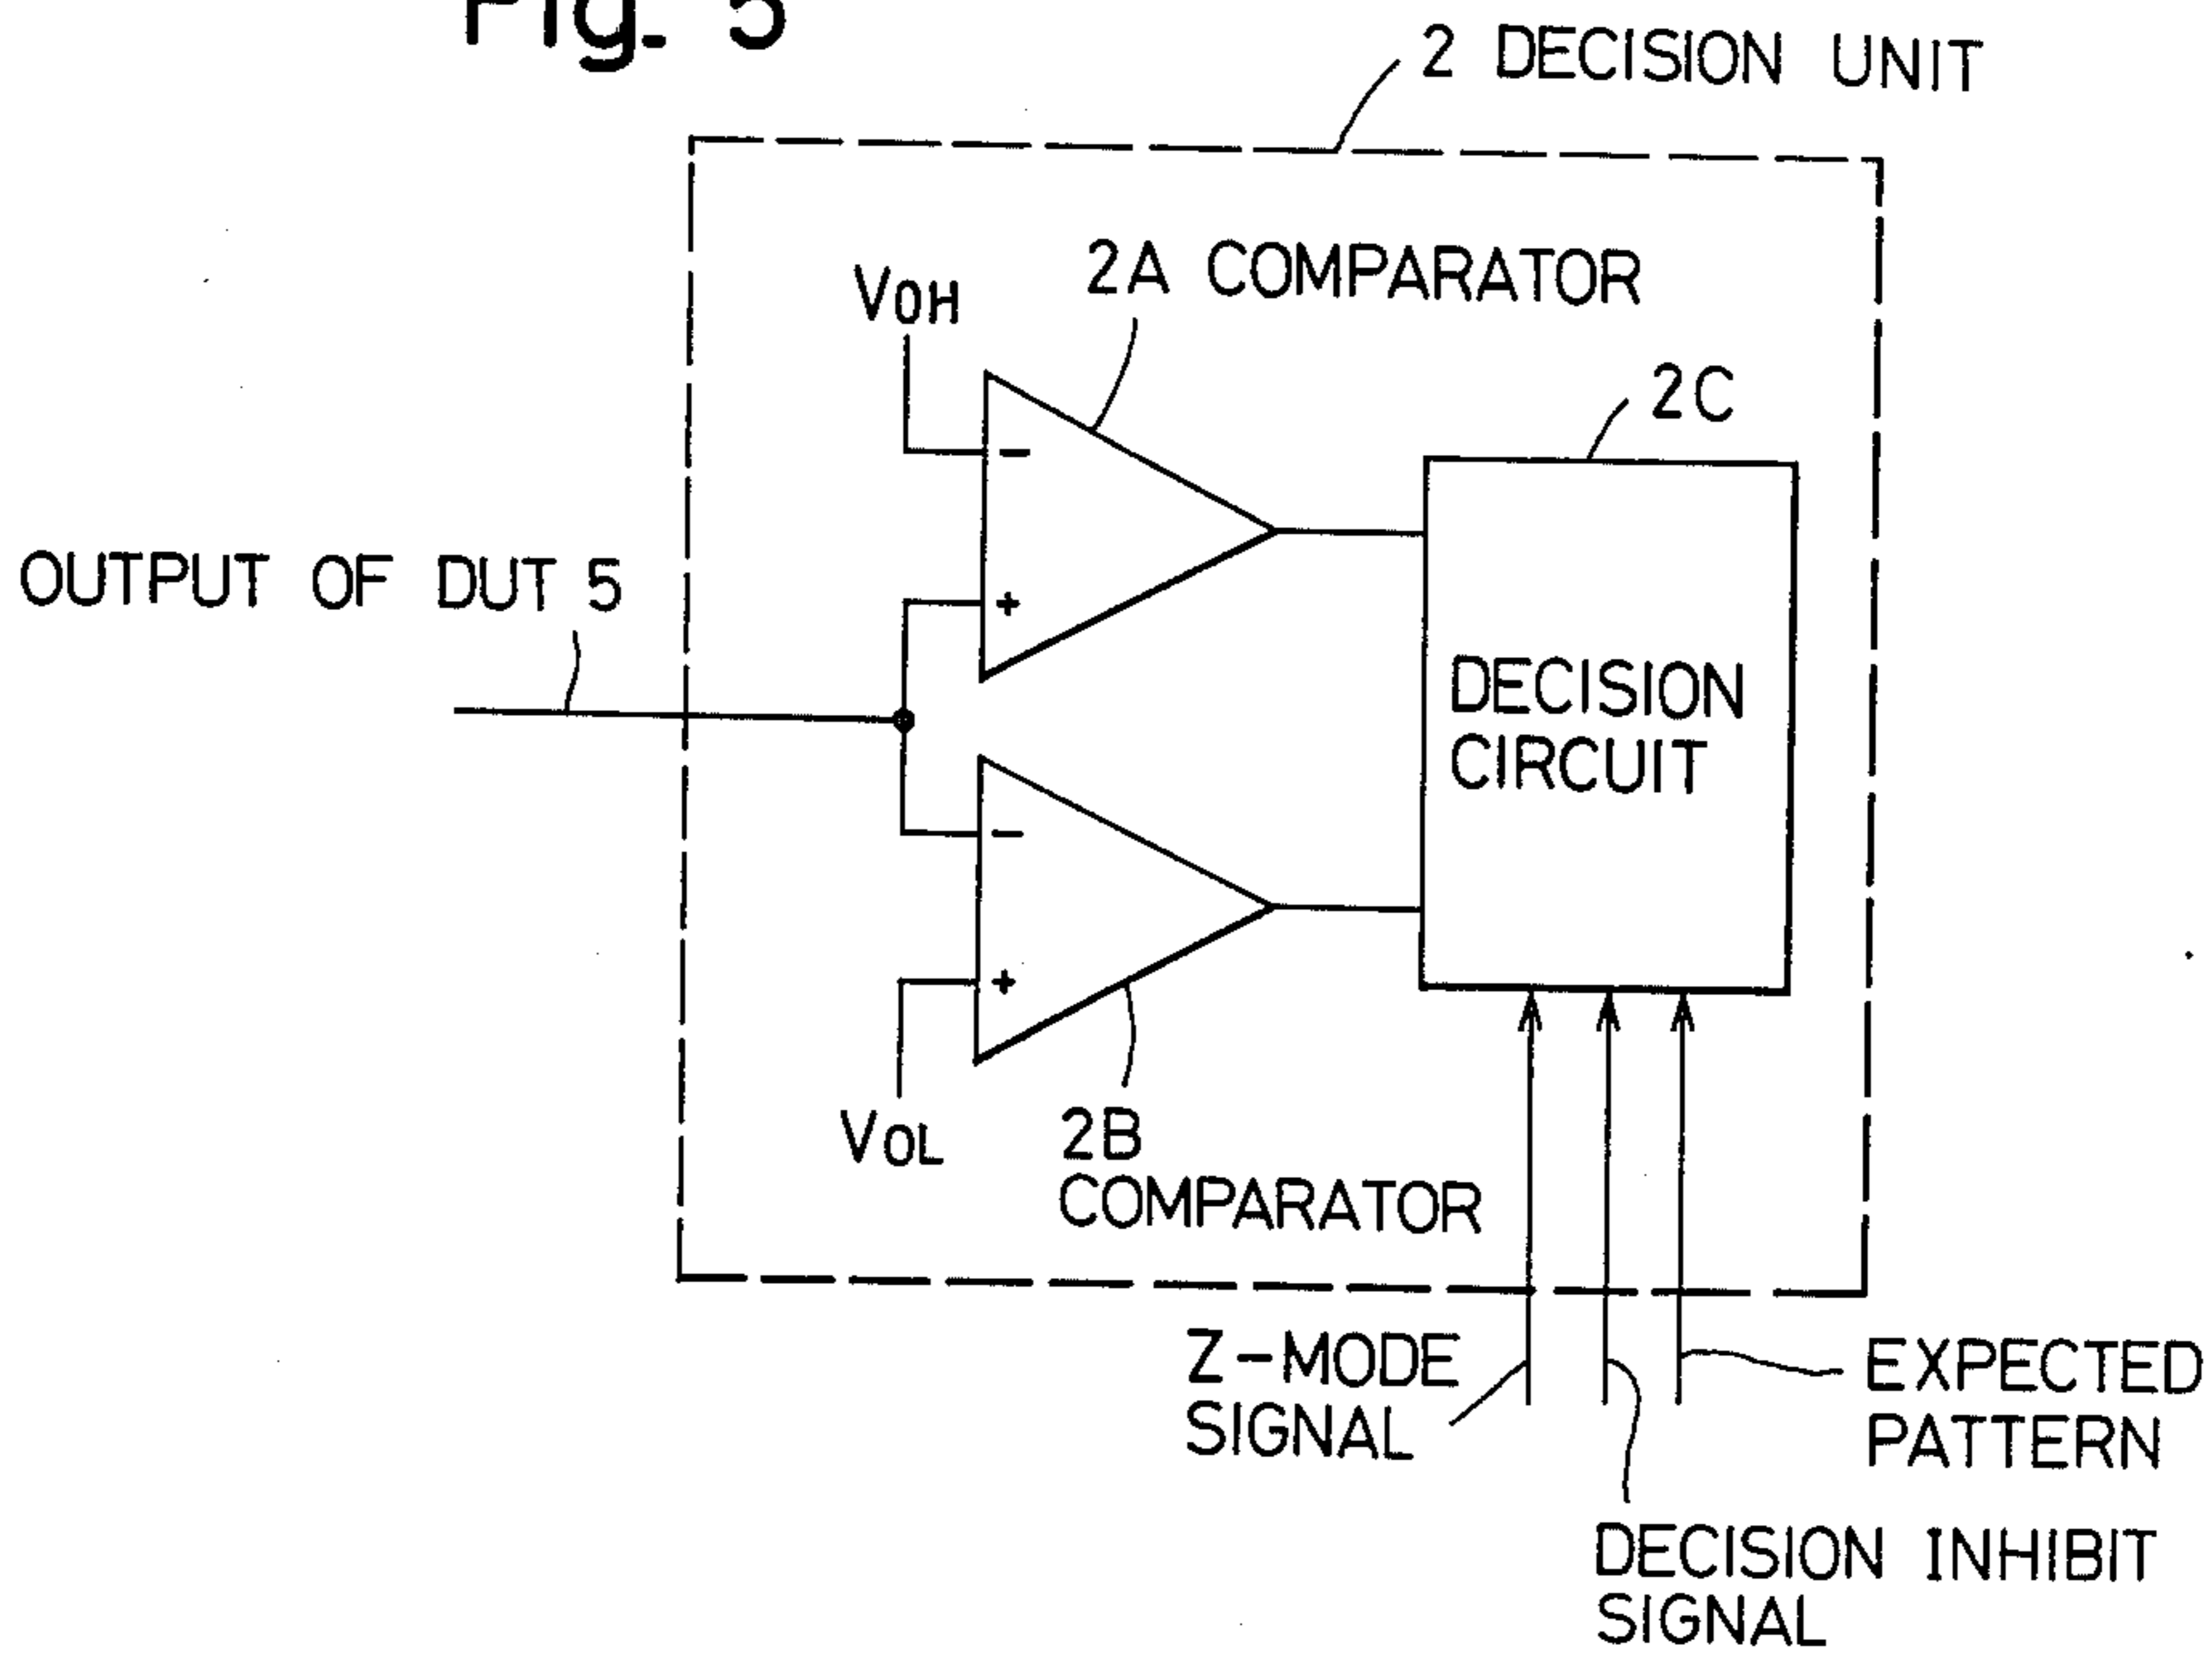 Fig. 5
2 DECISION UNIT
2A COMPARATOR
VOH
2C
-
+
OUTPUT OF DUT 5
DECISION
CIRCUIT
-
+
VOL
2B
COMPARATOR
Z-MODE
SIGNAL
EXPECTED
PATTERN
DECISION INHIBIT
SIGNAL